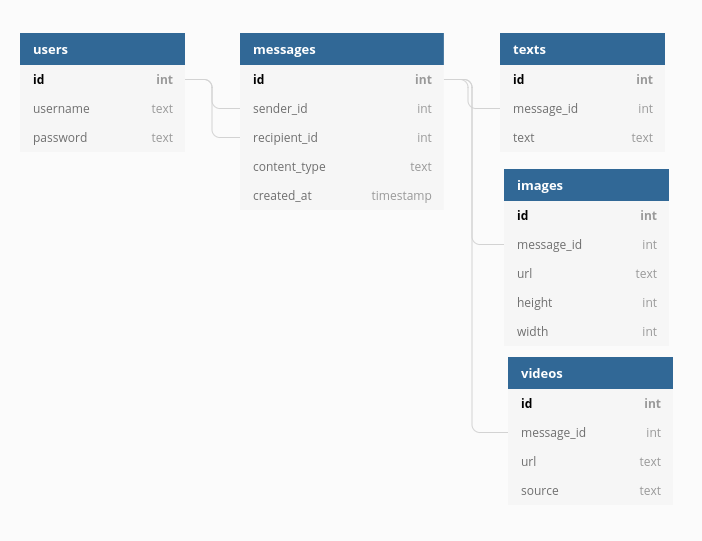 users
id int
username text
password text
messages
id int
sender_id int
recipient_id int
content_type text
created_at timestamp
texts
id int
message_id int
text text
images
id int
message_id int
url text
height int
width int
videos
id int
message_id int
url text
source text